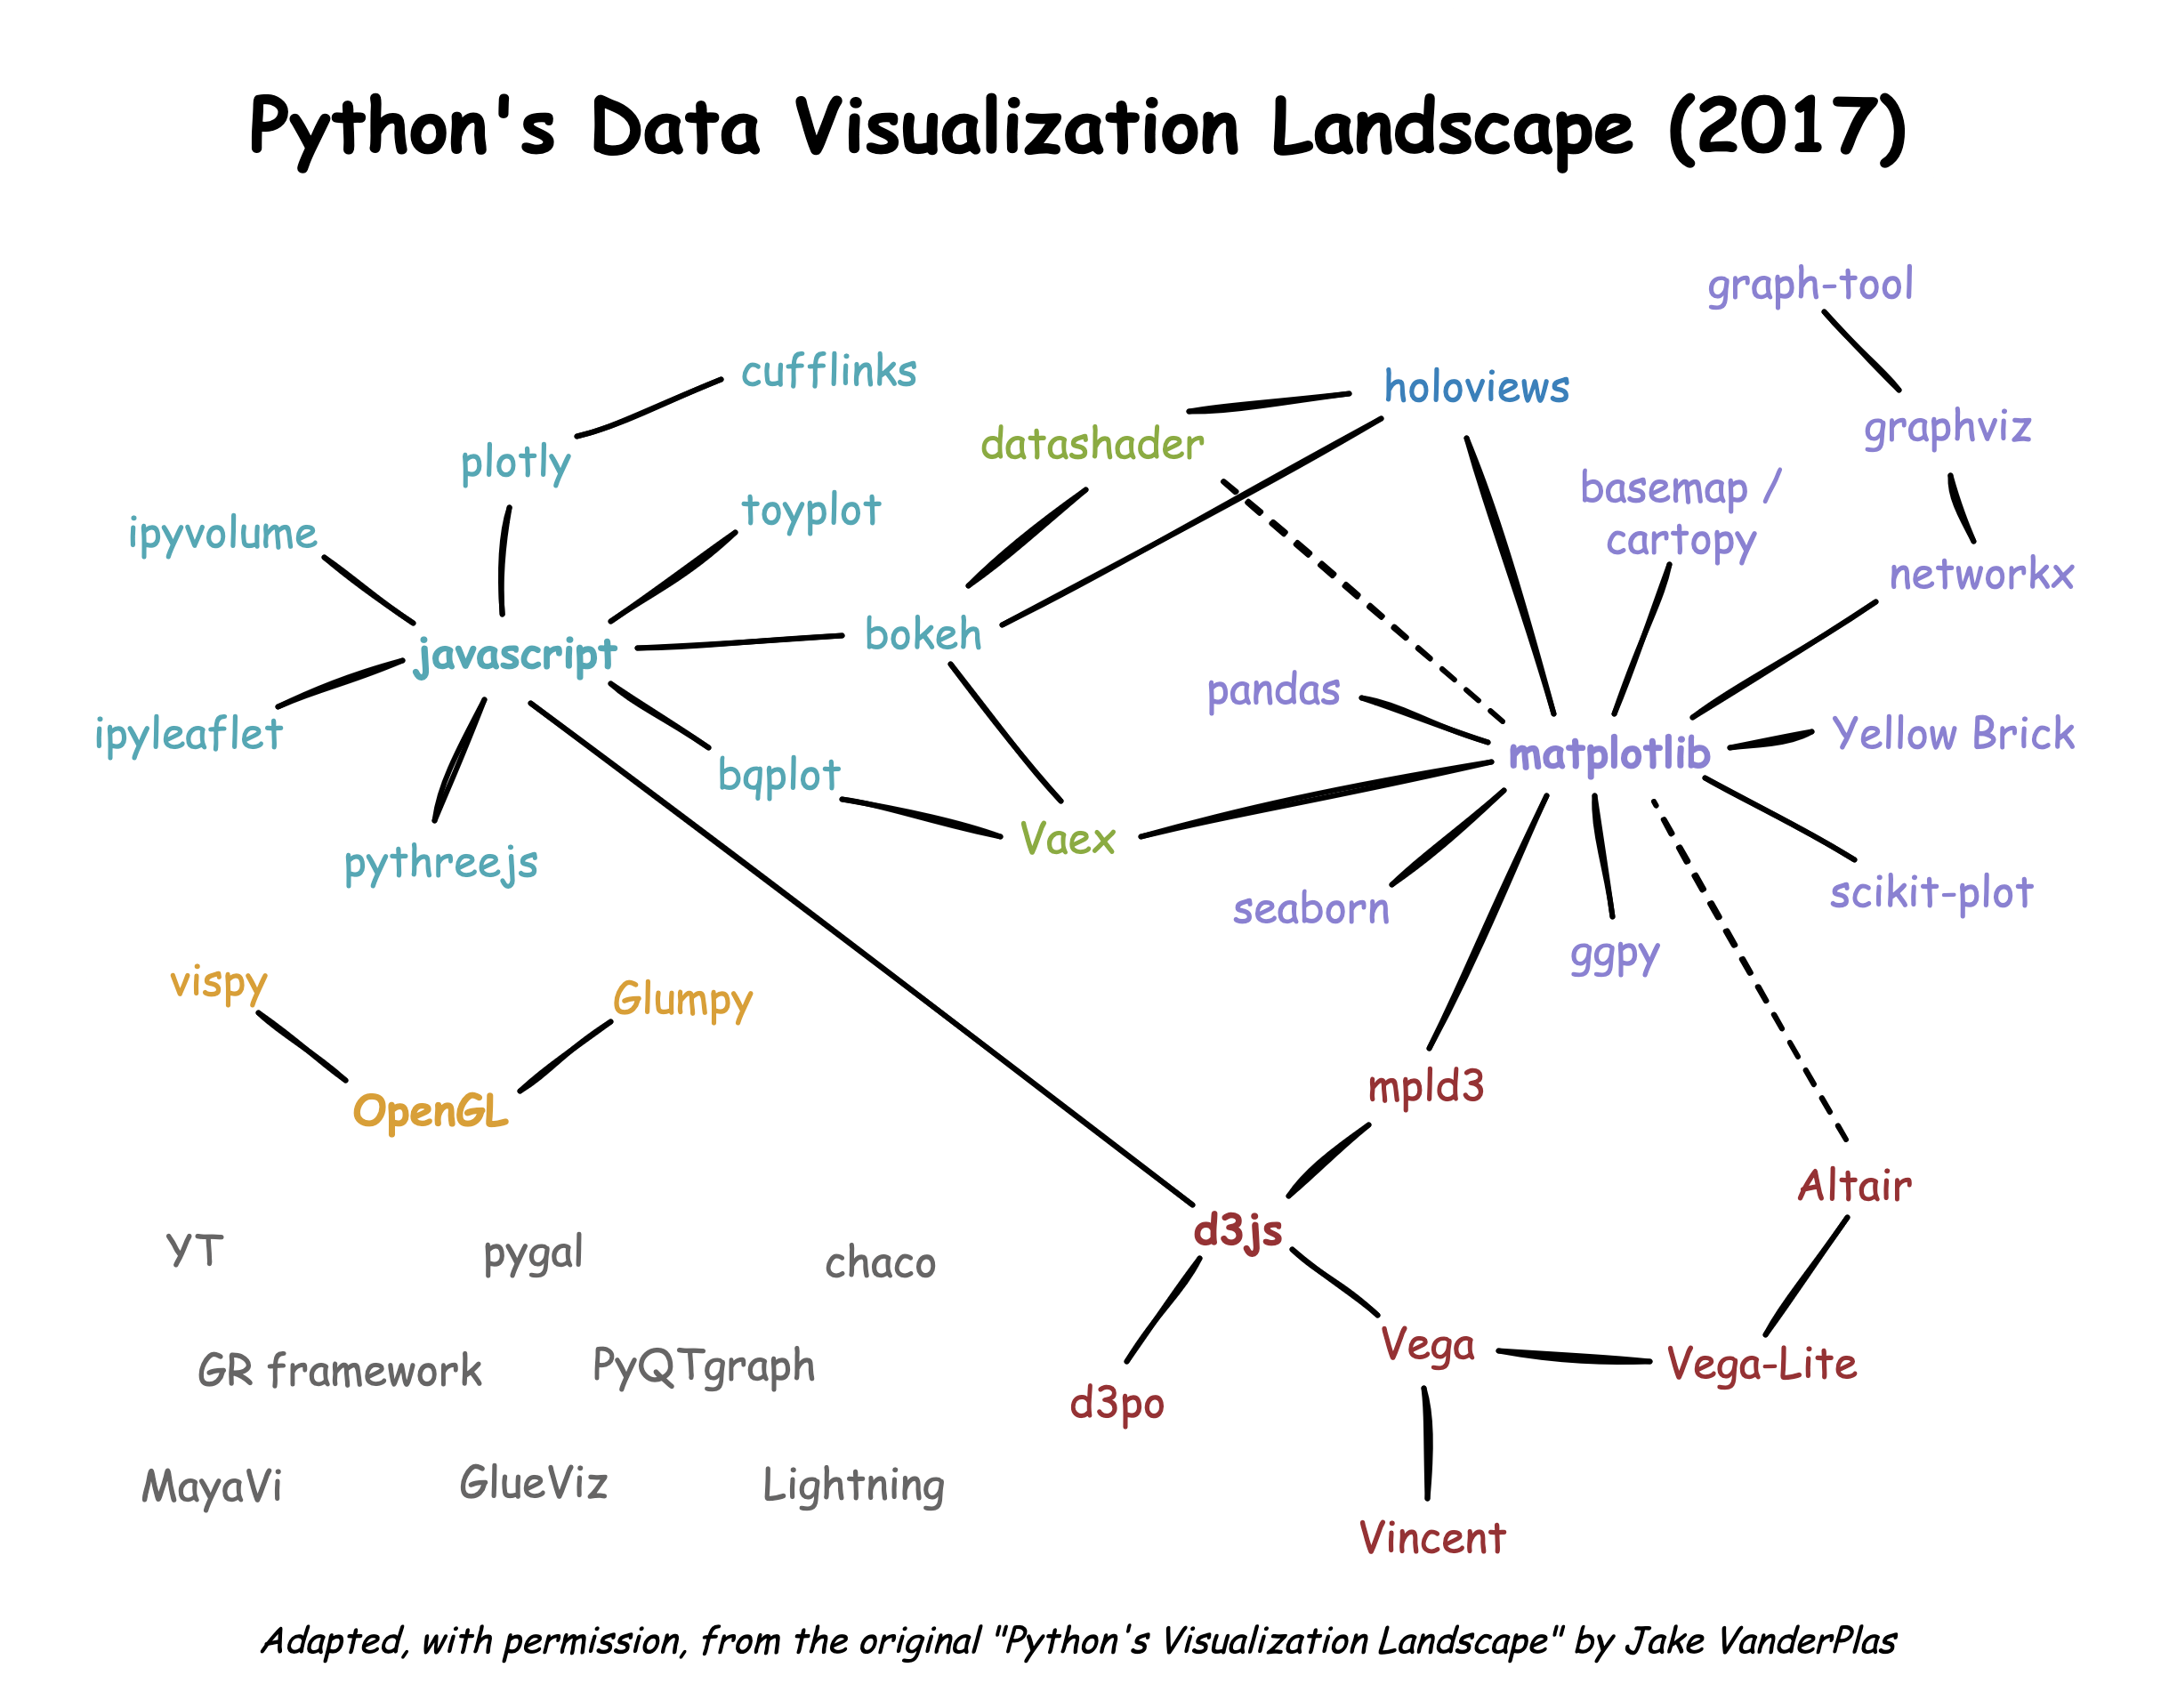 Python's Data Visualization Landscape (2017)
graph-tool
cufflinks
holoviews
graphviz
datashader
plotly
basemap /
cartopy
toyplot
ipyvolume
networkx
bokeh
javascript
pandas
ipyleaflet
Yellow Brick
matplotlib
bqplot
Vaex
pythreejs
scikit-plot
seaborn
ggpy
vispy
Glumpy
mpld3
OpenGL
Altair
d3js
YT
pygal
chaco
Vega
Vega-Lite
GR framework
PyQTgraph
d3po
MayaVi
GlueViz
Lightning
Vincent
Adapted, with permission, from the original "Python's Visualization Landscape" by Jake VanderPlas